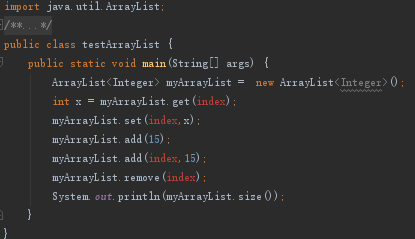 import java.util.ArrayList;
/**...*/
public class testArrayList {
public static void main(String[] args) {
ArrayList<Integer> myArrayList =  new ArrayList<Integer>();
int x = myArrayList.get(index);
myArrayList.set(index,x);
myArrayList.add(15);
myArrayList.add(index,15);
myArrayList.remove(index);
System.out.println(myArrayList.size());
}
}